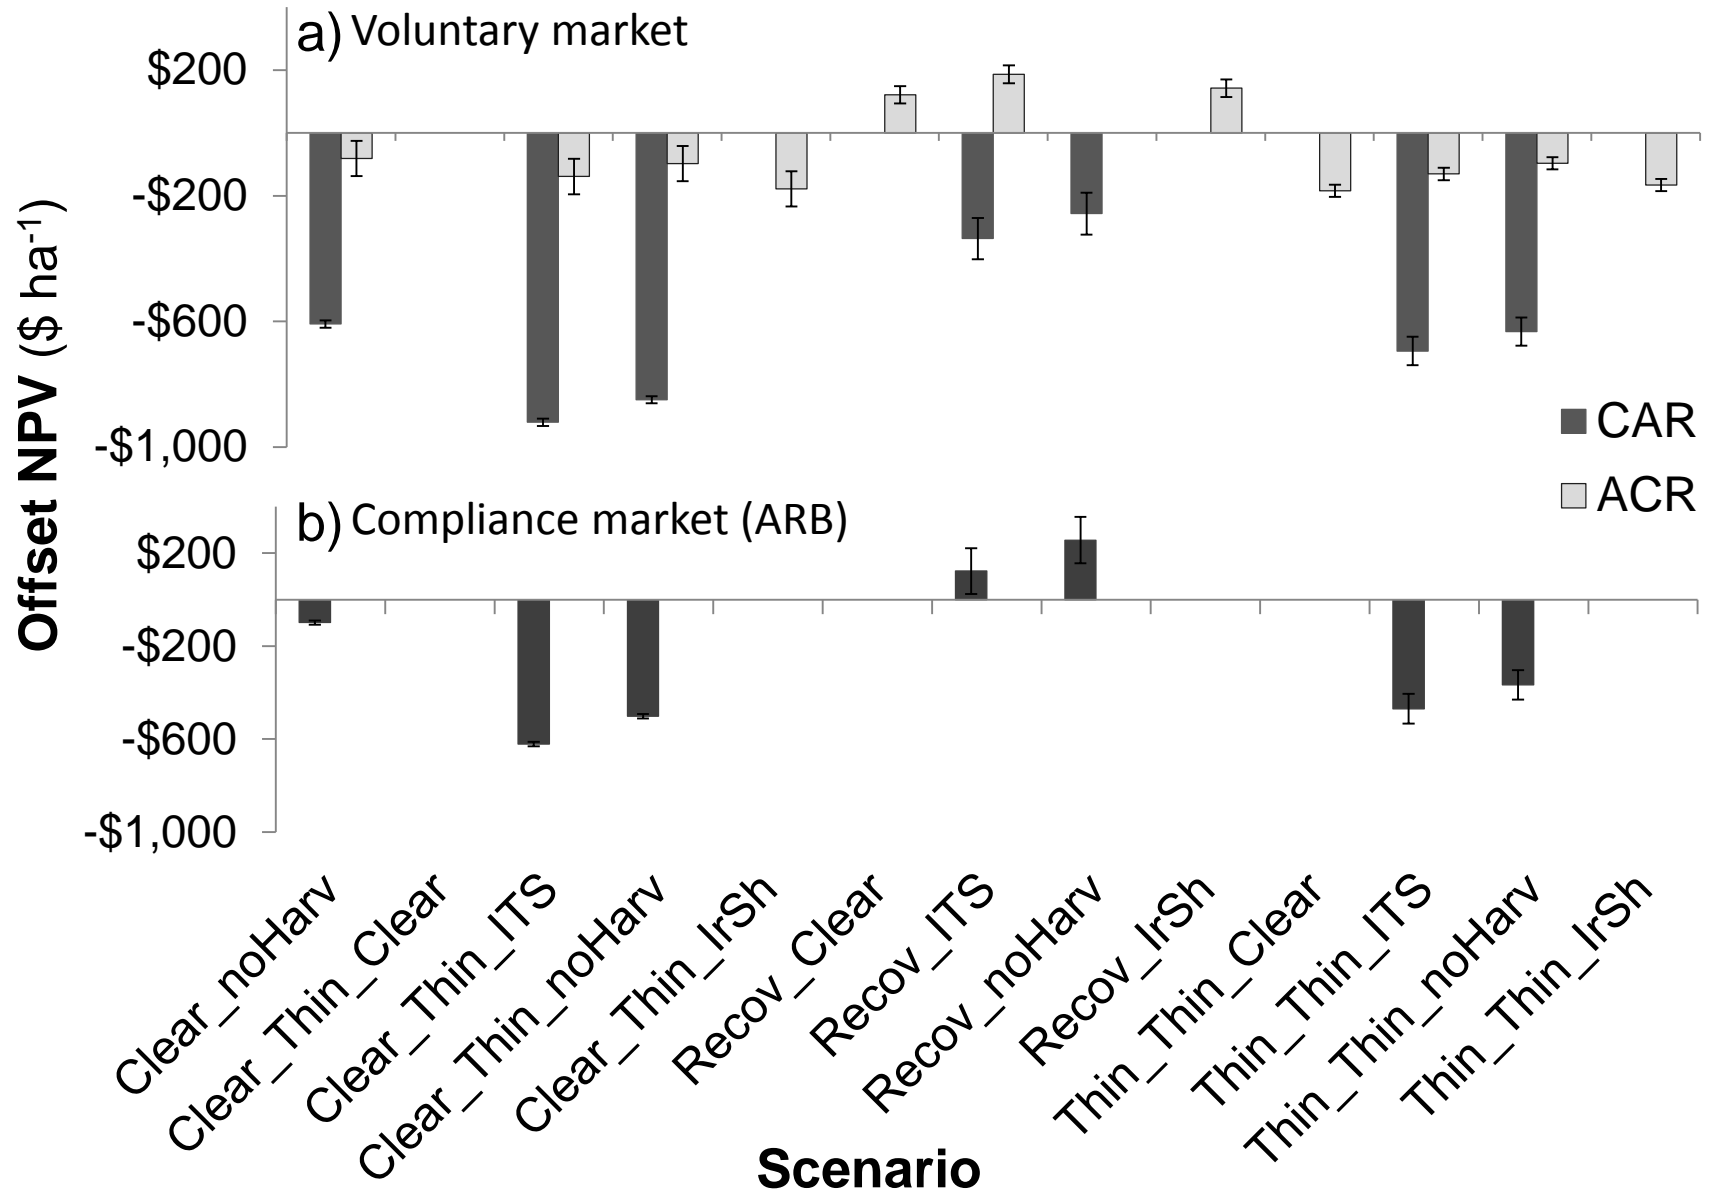 a) Voluntary market
$200
-$200
-$600
-$1,000
Offset NPV ($ ha-1)
CAR
ACR
b) Compliance market (ARB)
$200
-$200
-$600
-$1,000
Clear_noHarv
Clear_Thin_Clear
Clear_Thin_ITS
Clear_Thin_noHarv
Clear_Thin_IrSh
Recov_Clear
Recov_ITS
Recov_noHarv
Recov_IrSh
Thin_Thin_Clear
Thin_Thin_ITS
Thin_Thin_noHarv
Thin_Thin_IrSh
Scenario